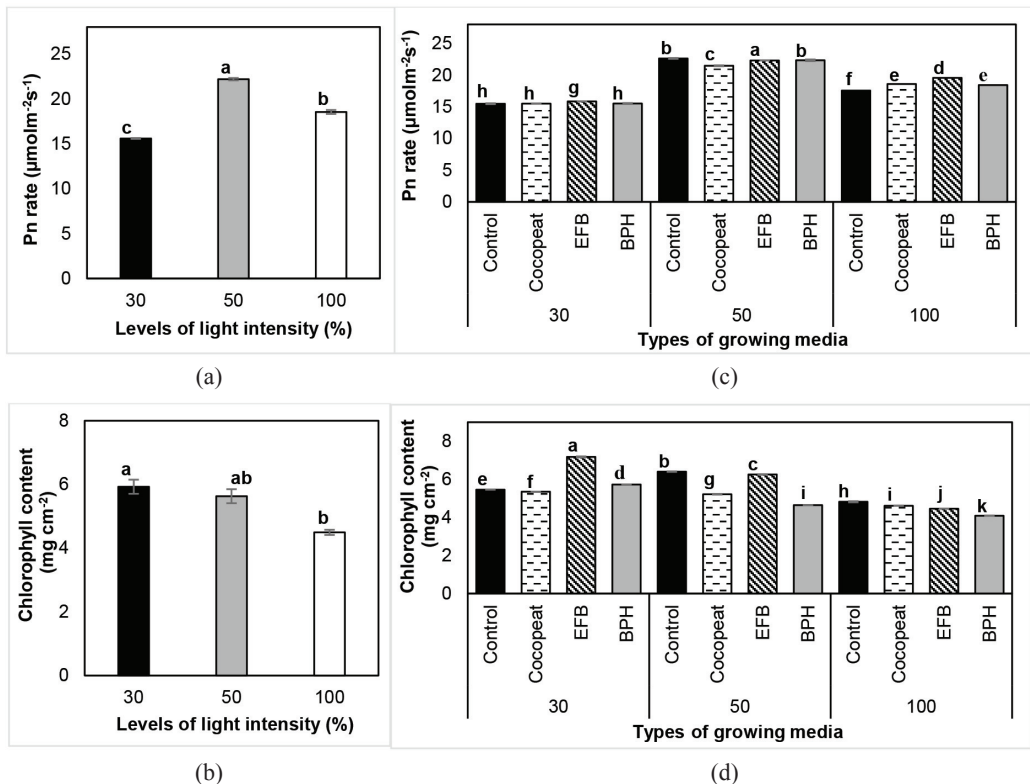 Pn rate (µmolm⁻²s⁻¹)
25
20
15
10
15
5
0
c
a
b
30 50 100
Levels of light intensity (%)
(a)
Pn rate (µmolm⁻²s⁻¹)
25
20
15
10
5
0
h h g h b c a b f e d e
Control Cocopeat EFB BPH Control Cocopeat EFB BPH Control Cocopeat EFB BPH
30 50 100
Types of growing media
(c)
Chlorophyll content
(mg cm⁻²)
8
6
4
2
0
a
ab
b
30 50 100
Levels of light intensity (%)
(b)
Chlorophyll content
(mg cm⁻²)
8
6
4
2
0
e f a d b g c i h i j k
Control Cocopeat EFB BPH Control Cocopeat EFB BPH Control Cocopeat EFB BPH
30 50 100
Types of growing media
(d)